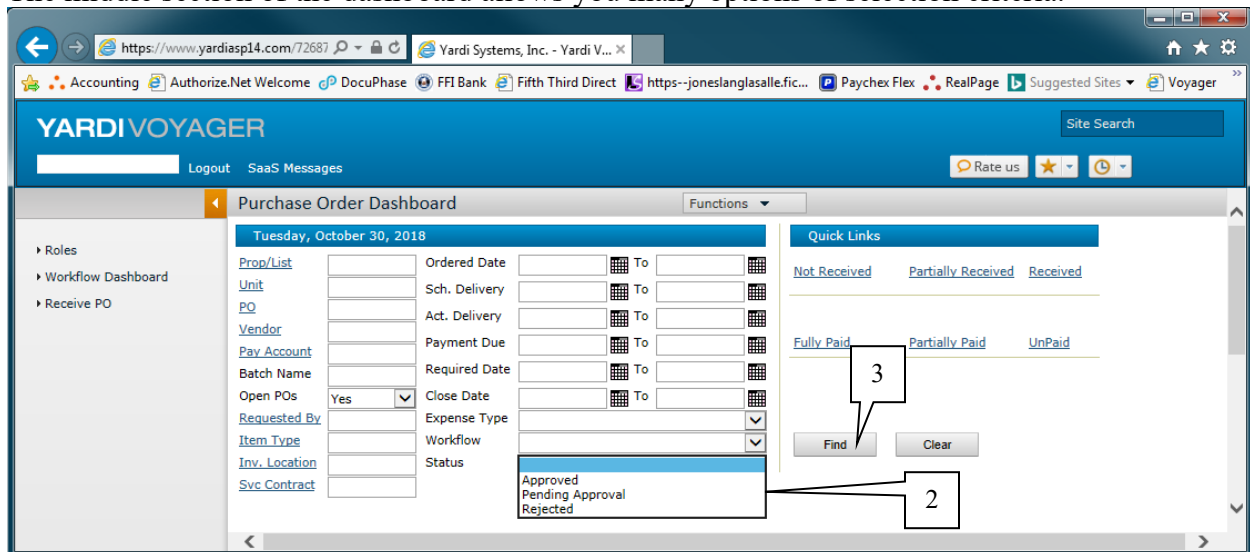 https://www.yardiasp14.com/72687
Yardi Systems, Inc. - Yardi V...
Accounting Authorize.Net Welcome DocuPhase FFI Bank Fifth Third Direct https--joneslanglasalle.fic... Paychex Flex RealPage Suggested Sites Voyager
YARDI VOYAGER
Site Search
Logout SaaS Messages Rate us
Purchase Order Dashboard Functions
Roles
Workflow Dashboard
Receive PO
Tuesday, October 30, 2018
Prop/List
Unit
PO
Vendor
Pay Account
Batch Name
Open POs Yes
Requested By
Item Type
Inv. Location
Svc Contract
Ordered Date To
Sch. Delivery To
Act. Delivery To
Payment Due To
Required Date To
Close Date To
Expense Type
Workflow
Status
Approved
Pending Approval
Rejected
Quick Links
Not Received Partially Received Received
Fully Paid Partially Paid UnPaid
3
Find Clear
2